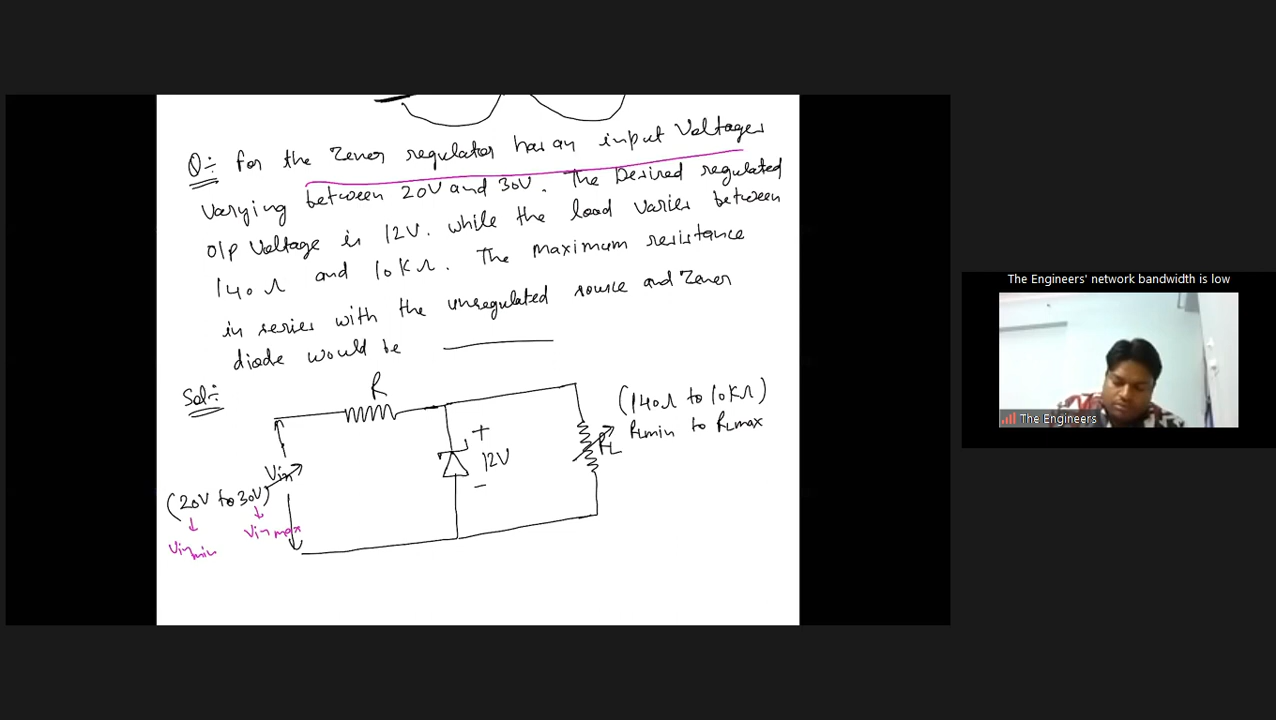 Q÷ for the Zener regulator has an input Voltages
Varying between 20V and 30V. The Desired regulated
O/P Voltage is 12V. while the load varies between
140Ω and 10KΩ. The maximum resistance
in series with the unregulated source and Zener
diode would be ______
Sol÷
R
(140Ω to 10KΩ)
RLmin to RLmax
+
12V
-
RL
Vin
(20V to 30V)
Vinmin
Vinmax
The Engineers' network bandwidth is low
The Engineers